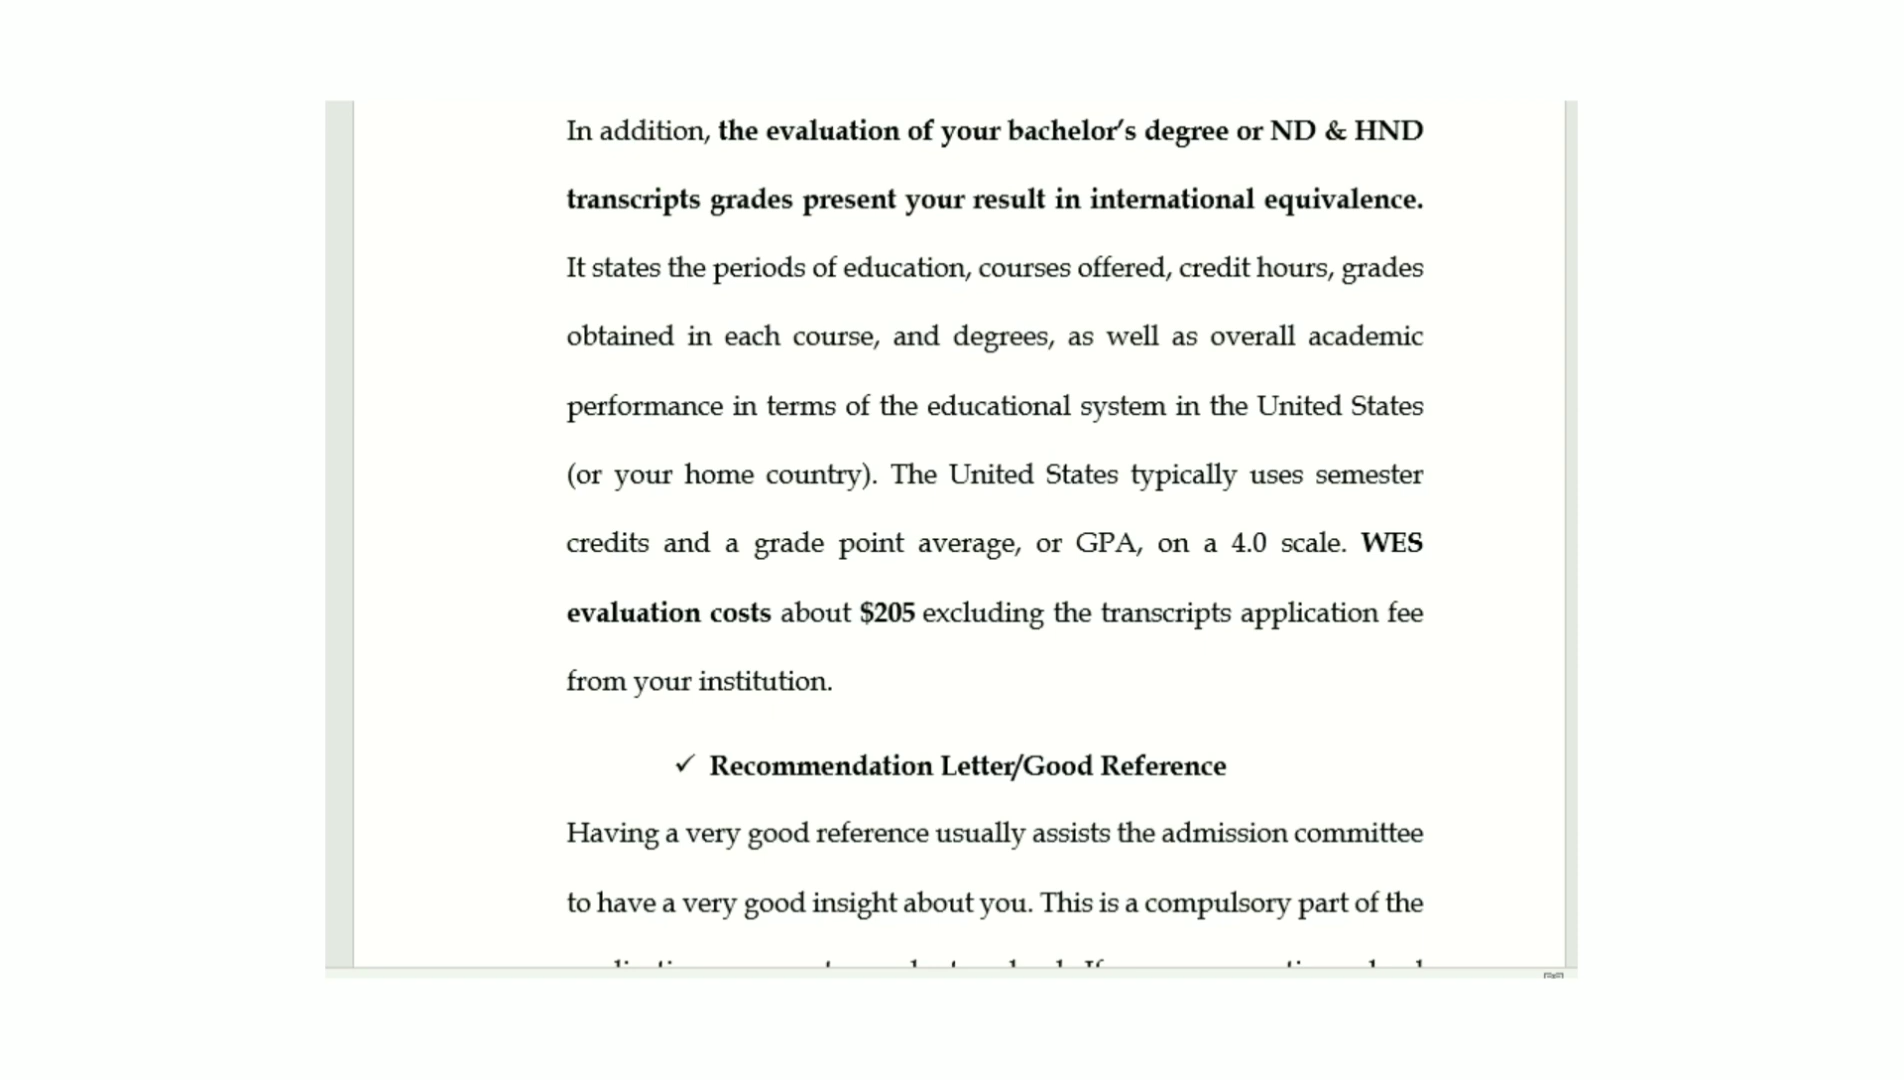 In addition, the evaluation of your bachelor’s degree or ND & HND
transcripts grades present your result in international equivalence.
It states the periods of education, courses offered, credit hours, grades
obtained in each course, and degrees, as well as overall academic
performance in terms of the educational system in the United States
(or your home country). The United States typically uses semester
credits and a grade point average, or GPA, on a 4.0 scale. WES
evaluation costs about $205 excluding the transcripts application fee
from your institution.
✓ Recommendation Letter/Good Reference
Having a very good reference usually assists the admission committee
to have a very good insight about you. This is a compulsory part of the